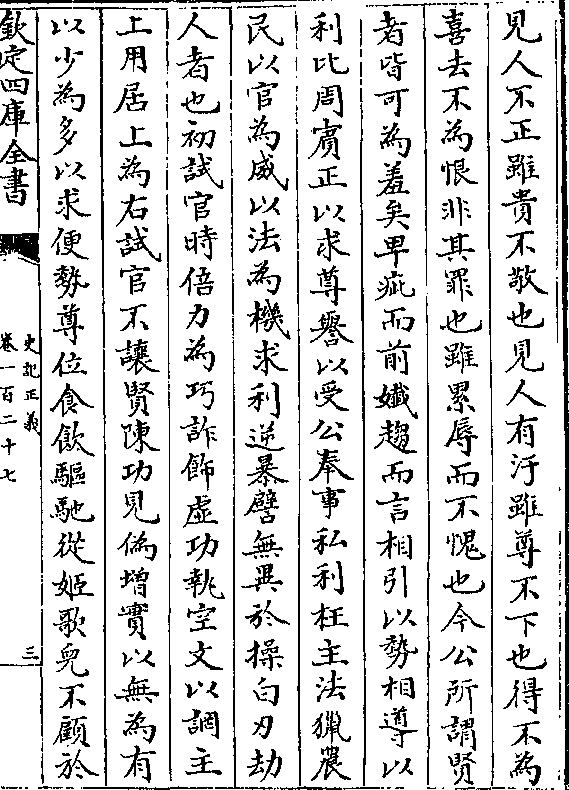 見人不正雖貴不敬也見人有汙雖尊不下也得不為
喜去不為恨非其罪也雖累辱而不愧也今公所謂賢
者皆可為羞矣卑疵而前孅趨而言相引以勢相導以
利比周賔正以求尊譽以受公奉事私利枉主法獵農
民以官為威以法為機求利逆暴譬無異於操白刃劫
人者也初試官時倍力為巧詐飾虚功執空文以誷主
上用居上為右試官不讓賢陳功見偽增實以無為有
以少為多以求便勢尊位食飲驅馳從姬歌兒不顧於
欽定四庫全書
史記正義
卷一百二十七
三